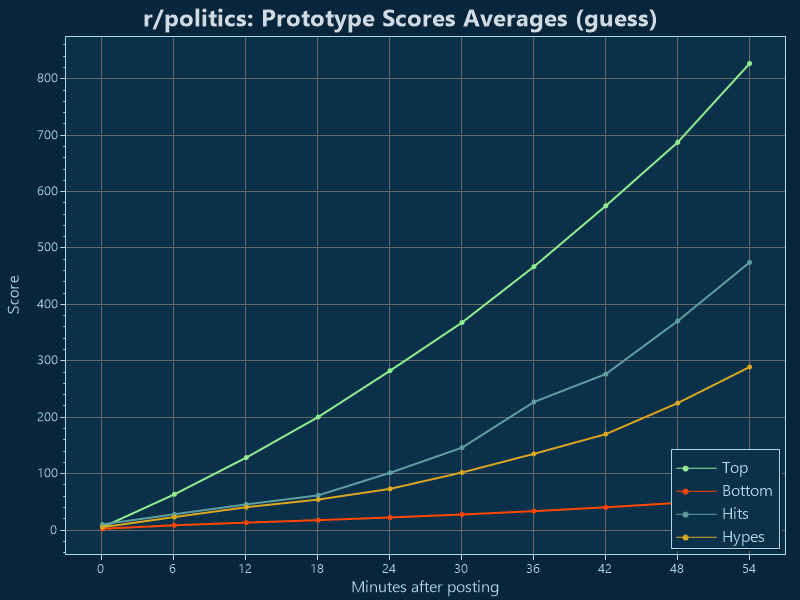 r/politics: Prototype Scores Averages (guess)
Score
800
700
600
500
400
300
200
100
0
0 6 12 18 24 30 36 42 48 54
Minutes after posting
Top
Bottom
Hits
Hypes